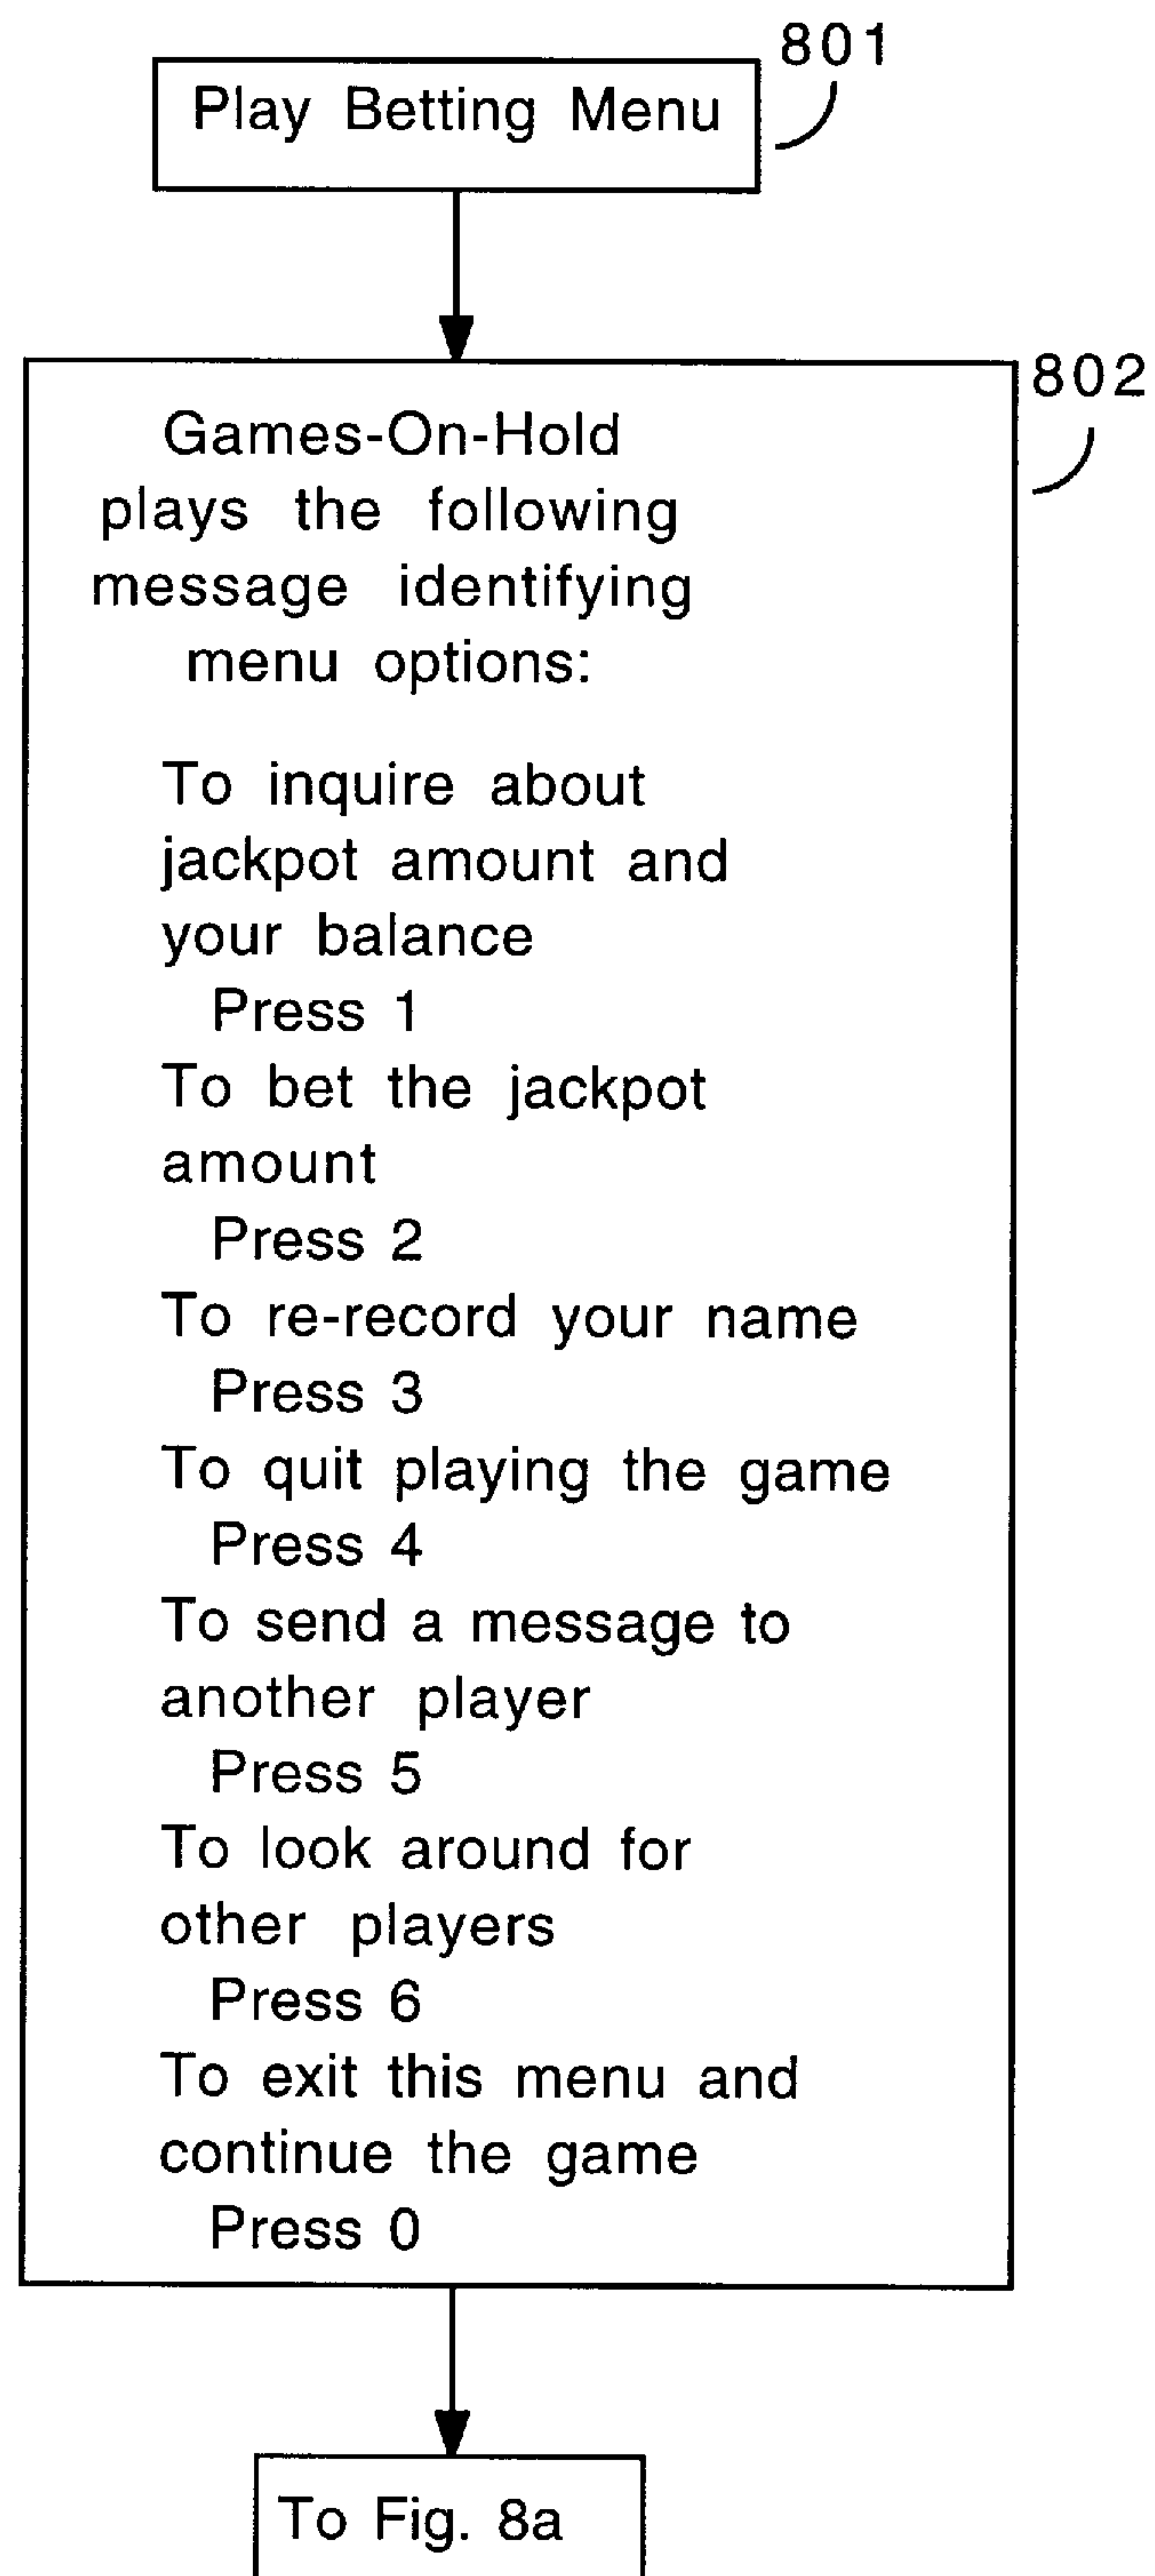 801
Play Betting Menu
802
Games-On-Hold
plays the following
message identifying
menu options:
To inquire about
jackpot amount and
your balance
Press 1
To bet the jackpot
amount
Press 2
To re-record your name
Press 3
To quit playing the game
Press 4
To send a message to
another player
Press 5
To look around for
other players
Press 6
To exit this menu and
continue the game
Press 0
To Fig. 8a